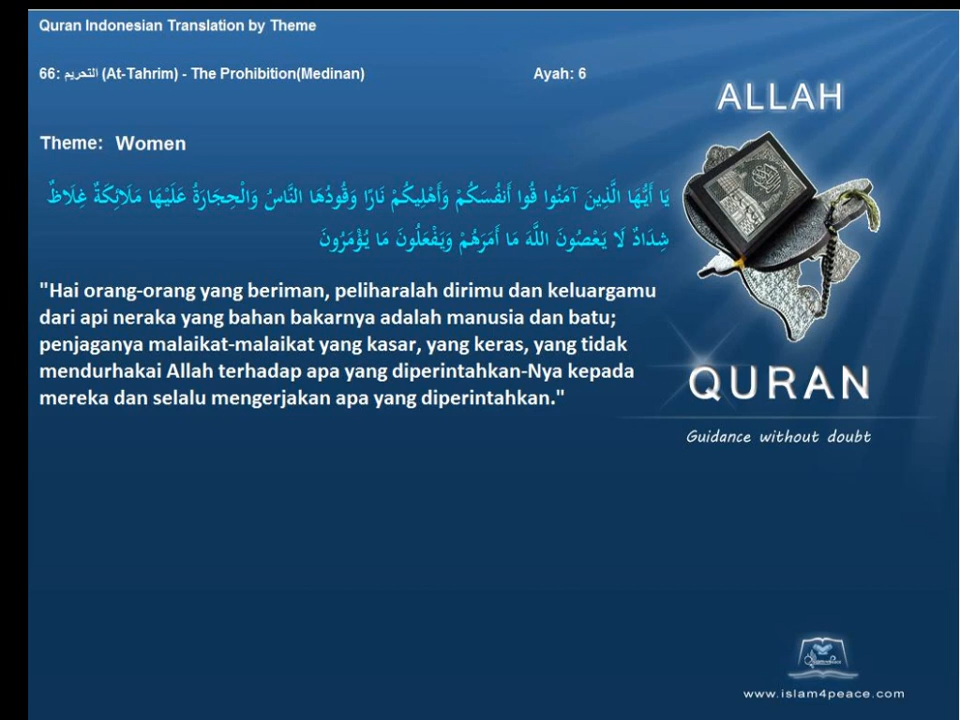 Quran Indonesian Translation by Theme
66: التحريم (At-Tahrim) - The Prohibition(Medinan) Ayah: 6
ALLAH
Theme: Women
يَا أَيُّهَا الَّذِينَ آمَنُوا قُوا أَنفُسَكُمْ وَأَهْلِيكُمْ نَارًا وَقُودُهَا النَّاسُ وَالْحِجَارَةُ عَلَيْهَا مَلَائِكَةٌ غِلَاظٌ
شِدَادٌ لَا يَعْصُونَ اللَّهَ مَا أَمَرَهُمْ وَيَفْعَلُونَ مَا يُؤْمَرُونَ
"Hai orang-orang yang beriman, peliharalah dirimu dan keluargamu
dari api neraka yang bahan bakarnya adalah manusia dan batu;
penjaganya malaikat-malaikat yang kasar, yang keras, yang tidak
mendurhakai Allah terhadap apa yang diperintahkan-Nya kepada
mereka dan selalu mengerjakan apa yang diperintahkan."
QURAN
Guidance without doubt
www.islam4peace.com